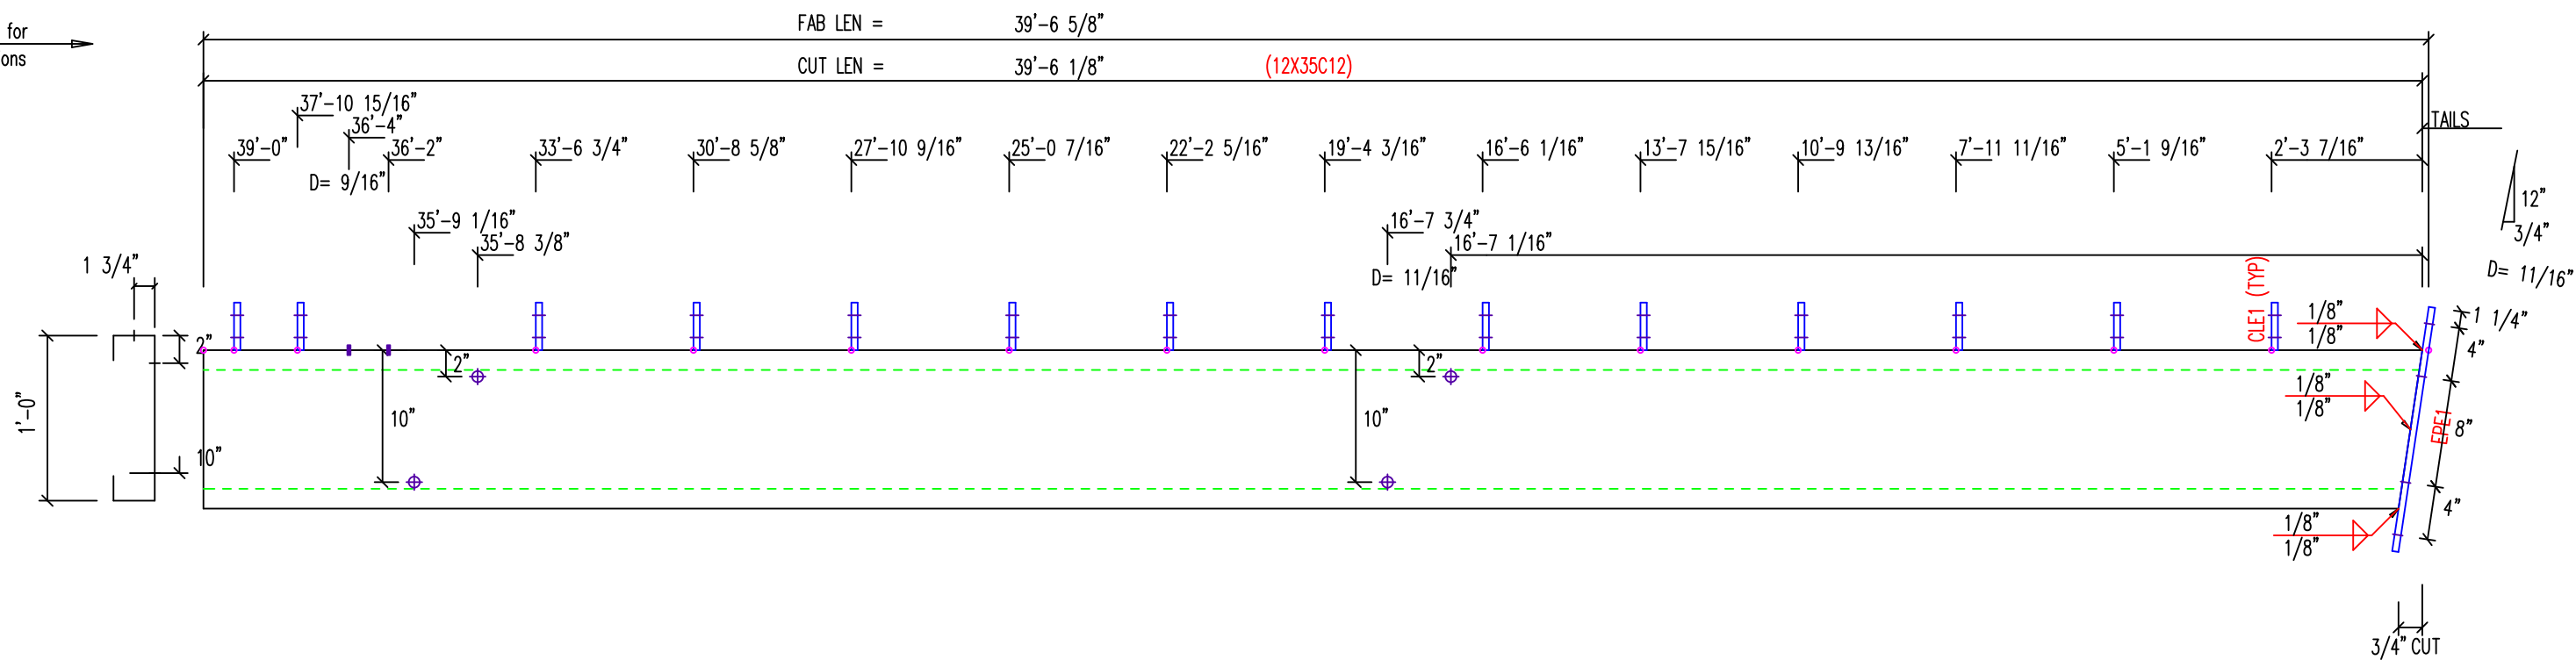 for
ons
FAB LEN = 39'-6 5/8"
CUT LEN = 39'-6 1/8" (12X35C12)
37'-10 15/16"
36'-4"
TAILS
39'-0" 36'-2" 33'-6 3/4" 30'-8 5/8" 27'-10 9/16" 25'-0 7/16" 22'-2 5/16" 19'-4 3/16" 16'-6 1/16" 13'-7 15/16" 10'-9 13/16" 7'-11 11/16" 5'-1 9/16" 2'-3 7/16"
D= 9/16"
12"
3/4"
35'-9 1/16" 16'-7 3/4"
35'-8 3/8" 16'-7 1/16"
1 3/4"
D= 11/16"
D= 11/16"
CLE1 (TYP)
1/8"
1/8"
1 1/4"
2"
2"
2"
4"
1/8"
1/8"
1'-0"
10"
10"
EPE1
8"
10"
4"
1/8"
1/8"
3/4" CUT